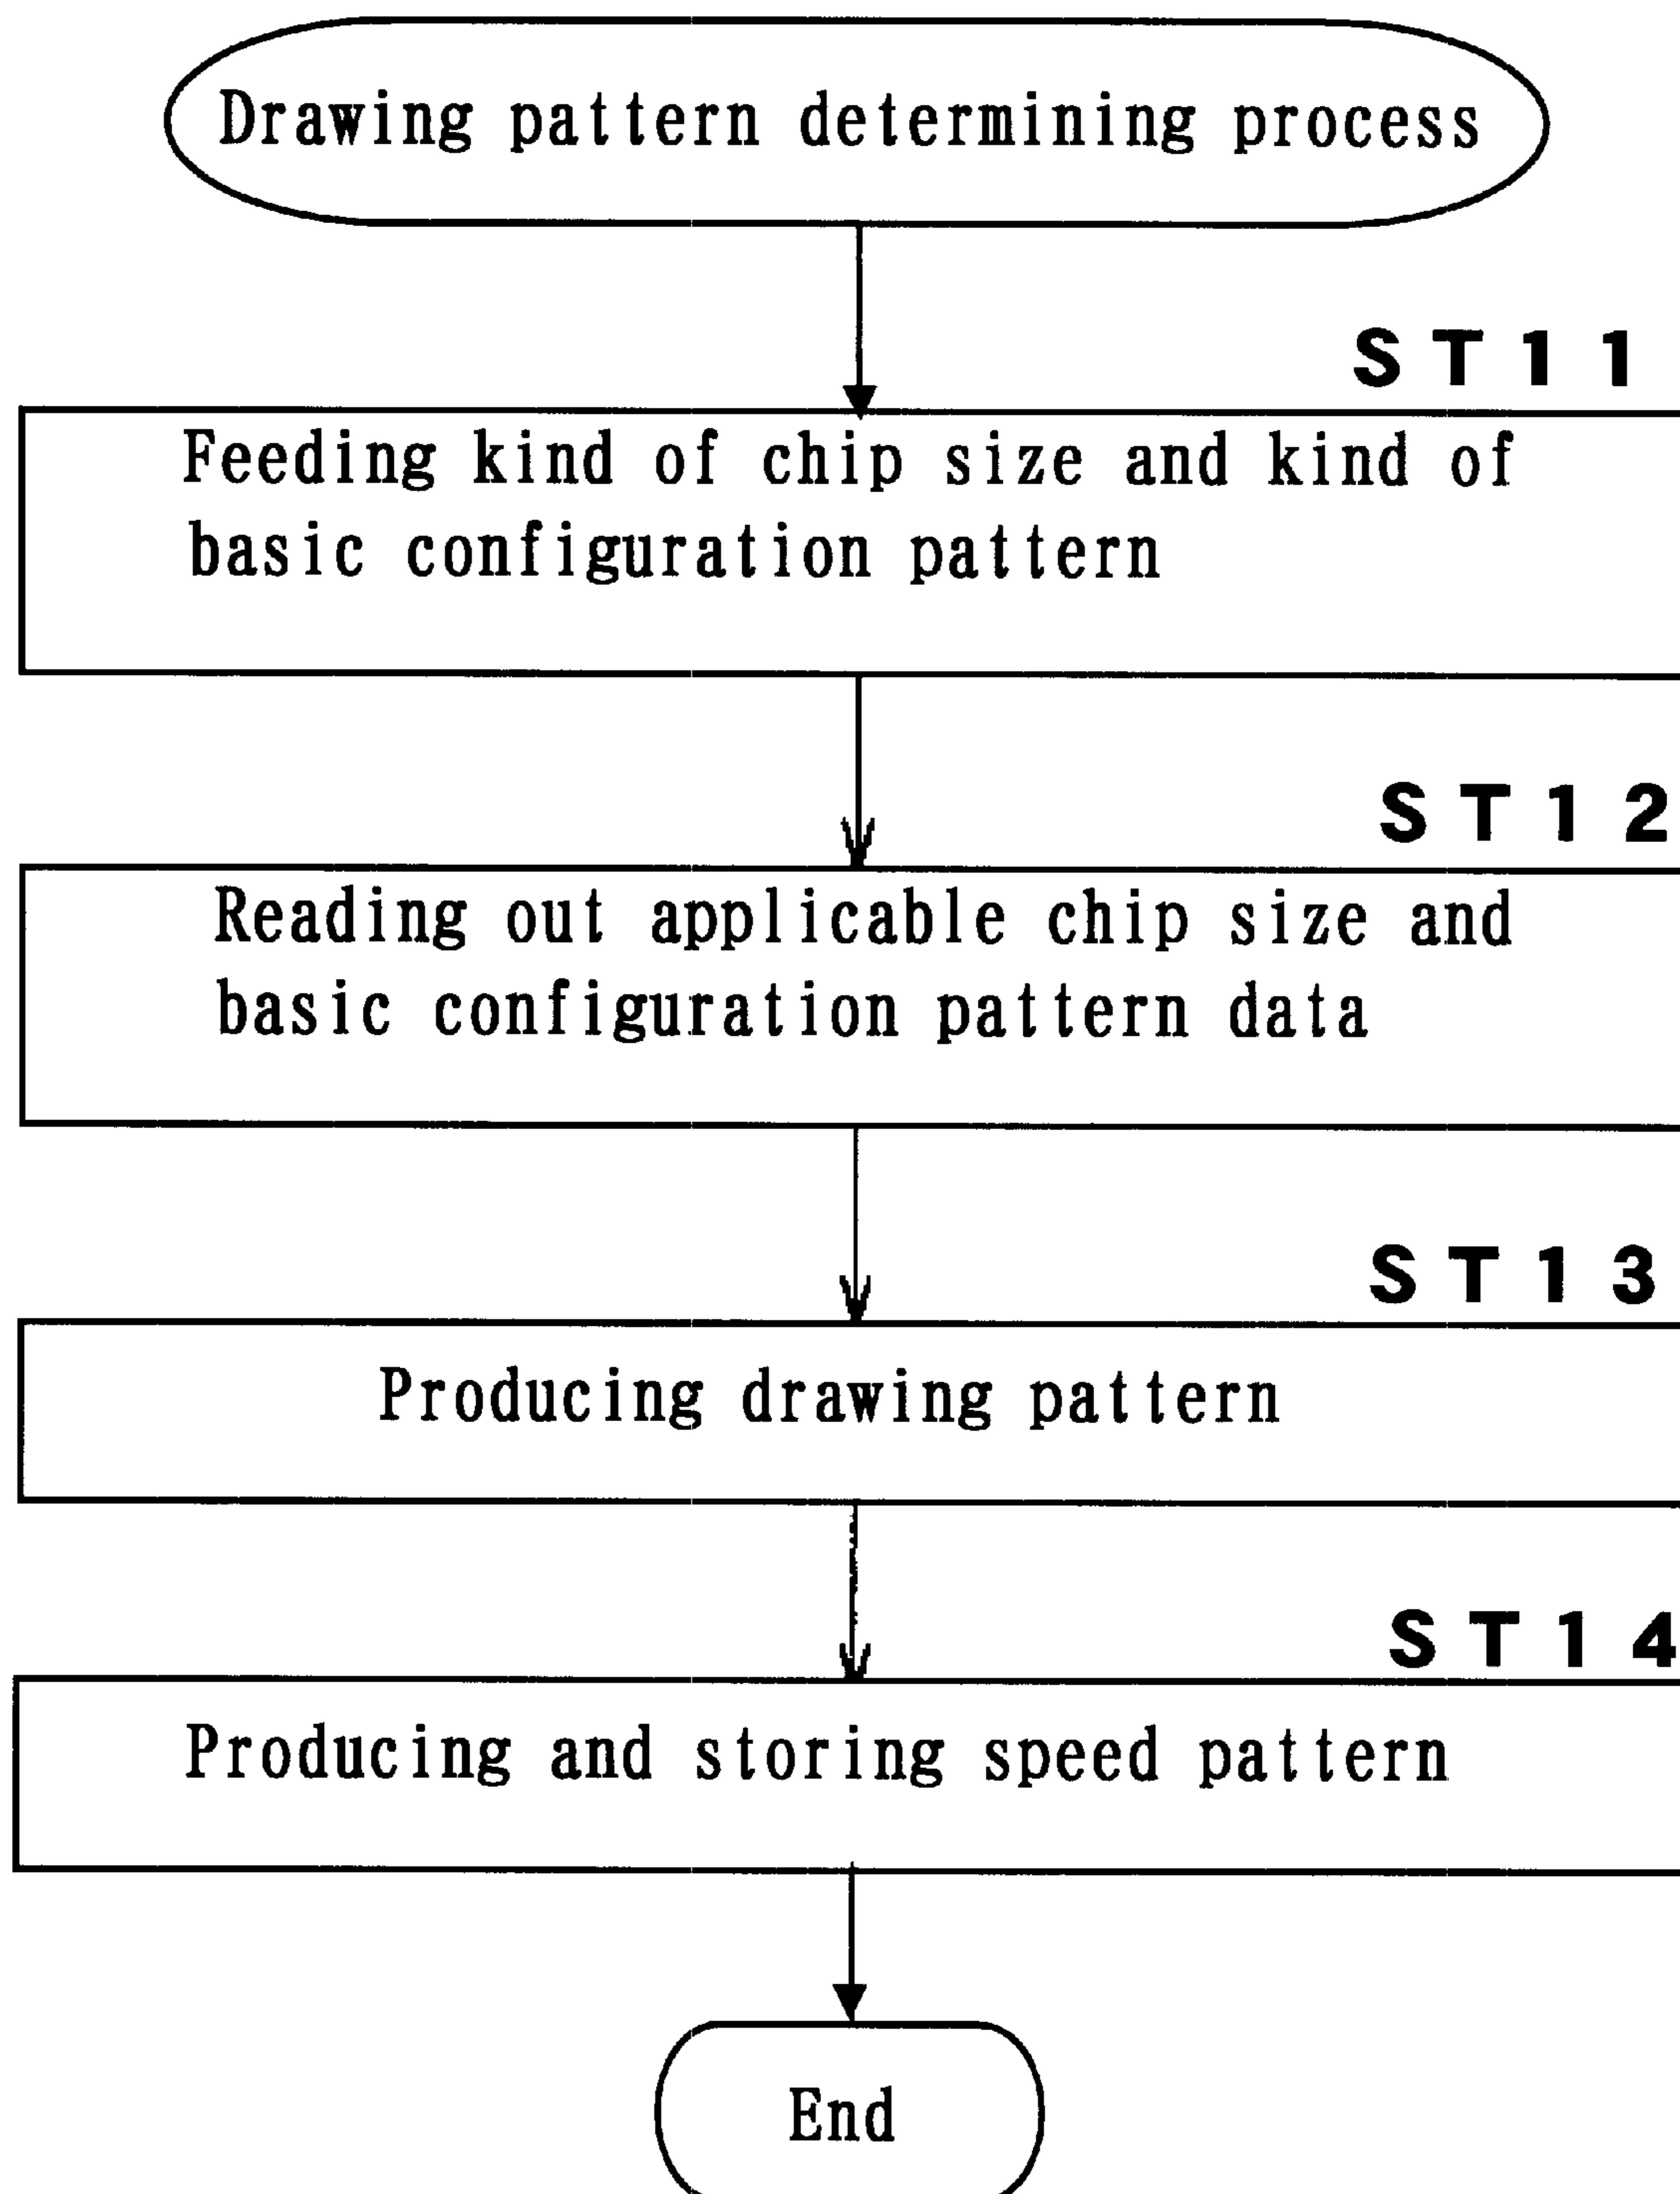 Drawing pattern determining process
ST11
Feeding kind of chip size and kind of
basic configuration pattern
ST12
Reading out applicable chip size and
basic configuration pattern data
ST13
Producing drawing pattern
ST14
Producing and storing speed pattern
End